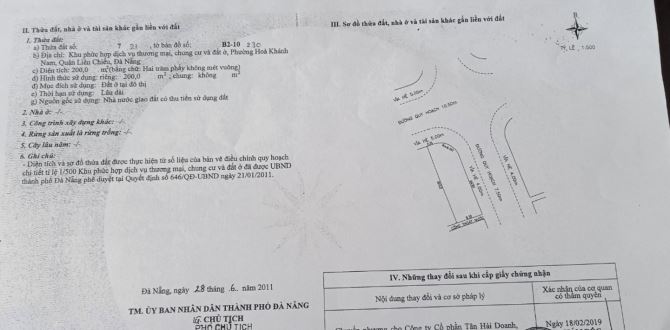 II. Thửa đất, nhà ở và tài sản khác gắn liền với đất
1. Thửa đất:
a) Thửa đất số: 7 21 , tờ bản đồ số: B2-10 230
b) Địa chỉ: Khu phức hợp dịch vụ thương mại, chung cư và đất ở, Phường Hoà Khánh
Nam, Quận Liên Chiểu, Đà Nẵng
c) Diện tích: 200,0 m² (bằng chữ: Hai trăm phẩy không mét vuông)
d) Hình thức sử dụng: riêng: 200,0 m² ; chung: không m²
đ) Mục đích sử dụng: Đất ở tại đô thị
e) Thời hạn sử dụng: Lâu dài
g) Nguồn gốc sử dụng: Nhà nước giao đất có thu tiền sử dụng đất
2. Nhà ở: -/-
3. Công trình xây dựng khác: -/-
4. Rừng sản xuất là rừng trồng: -/-
5. Cây lâu năm: -/-
6. Ghi chú:
- Diện tích và sơ đồ thửa đất được thực hiện từ số liệu của bản vẽ điều chỉnh quy hoạch
chi tiết tỉ lệ 1/500 Khu phức hợp dịch vụ thương mại, chung cư và đất ở đã được UBND
thành phố Đà Nẵng phê duyệt tại Quyết định số 646/QĐ-UBND ngày 21/01/2011.
Đà Nẵng, ngày 28 tháng 6 năm 2011
TM. ỦY BAN NHÂN DÂN THÀNH PHỐ ĐÀ NẴNG
CHỦ TỊCH
PHÓ CHỦ TỊCH
III. Sơ đồ thửa đất, nhà ở và tài sản khác gắn liền với đất
TỶ LỆ 1:500
VỈA HÈ 5.00m
ĐƯỜNG QUY HOẠCH 10.50m
VỈA HÈ 5.00m
VỈA HÈ 4.00m
ĐƯỜNG QUY HOẠCH 7.50m
VỈA HÈ 4.00m
IV. Những thay đổi sau khi cấp giấy chứng nhận
Nội dung thay đổi và cơ sở pháp lý
Xác nhận của cơ quan
có thẩm quyền
cho Công ty Cổ phần Tân Hải Doanh,
Ngày 18/02/2019